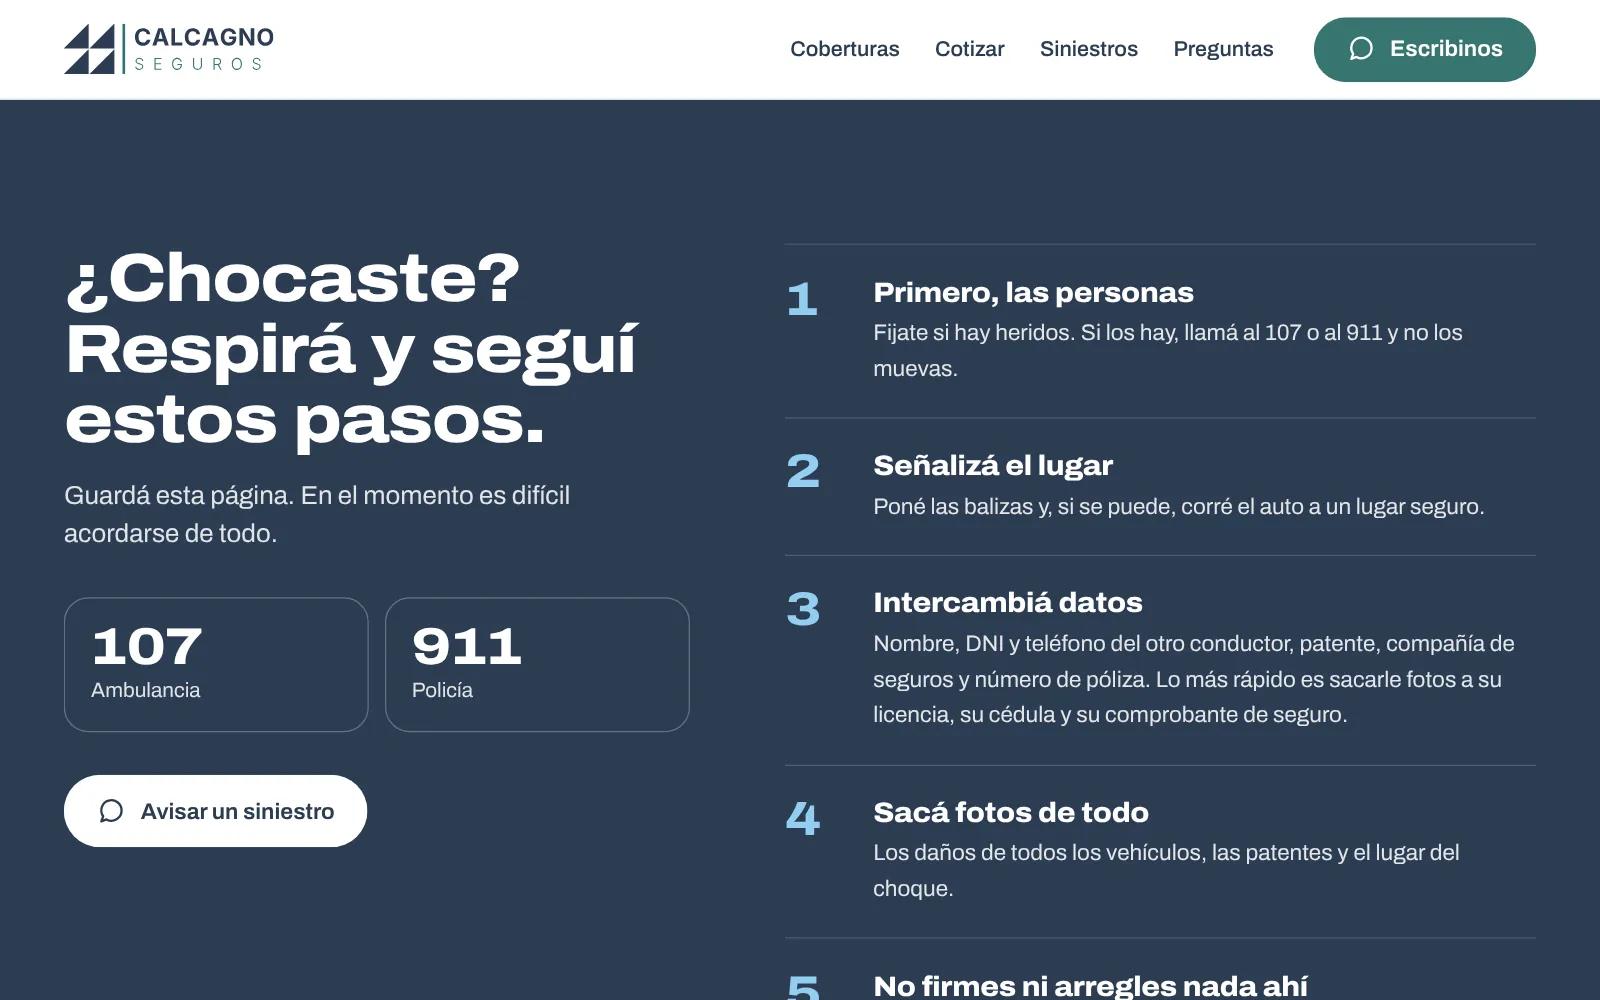 CALCAGNO
SEGUROS
Coberturas
Cotizar
Siniestros
Preguntas
Escribinos
¿Chocaste?
Respirá y seguí
estos pasos.
Guardá esta página. En el momento es difícil
acordarse de todo.
107
Ambulancia
911
Policía
Avisar un siniestro
1
Primero, las personas
Fijate si hay heridos. Si los hay, llamá al 107 o al 911 y no los
muevas.
2
Señalizá el lugar
Poné las balizas y, si se puede, corré el auto a un lugar seguro.
3
Intercambiá datos
Nombre, DNI y teléfono del otro conductor, patente, compañía de
seguros y número de póliza. Lo más rápido es sacarle fotos a su
licencia, su cédula y su comprobante de seguro.
4
Sacá fotos de todo
Los daños de todos los vehículos, las patentes y el lugar del
choque.
5
No firmes ni arregles nada ahí